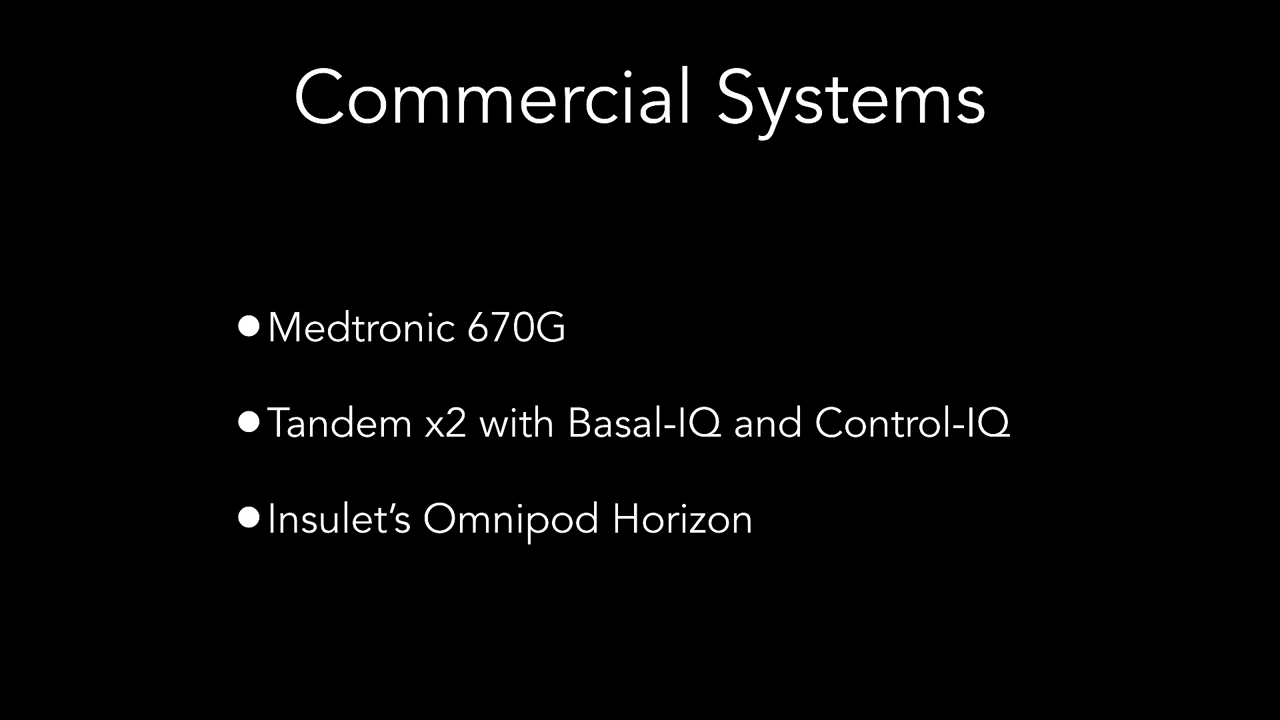 Commercial Systems
•Medtronic 670G
•Tandem x2 with Basal-IQ and Control-IQ
•Insulet’s Omnipod Horizon